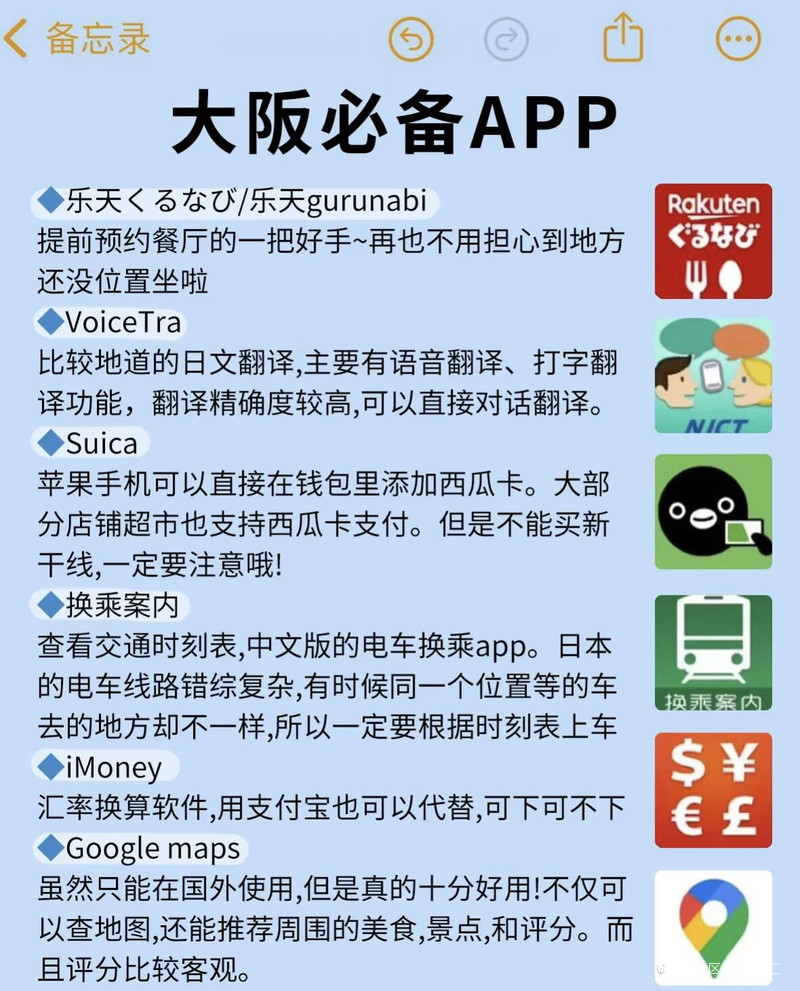 备忘录
大阪必备APP
乐天くるなび/乐天gurunabi
提前预约餐厅的一把好手~再也不用担心到地方
还没位置坐啦
Rakuten
ぐるなび
VoiceTra
比较地道的日文翻译,主要有语音翻译、打字翻
译功能，翻译精确度较高,可以直接对话翻译。
NICT
Suica
苹果手机可以直接在钱包里添加西瓜卡。大部
分店铺超市也支持西瓜卡支付。但是不能买新
干线,一定要注意哦!
换乘案内
查看交通时刻表,中文版的电车换乘app。日本
的电车线路错综复杂,有时候同一个位置等的车
去的地方却不一样,所以一定要根据时刻表上车
换乘案内
iMoney
汇率换算软件,用支付宝也可以代替,可下可不下
$ ¥
€ £
Google maps
虽然只能在国外使用,但是真的十分好用!不仅可
以查地图,还能推荐周围的美食,景点,和评分。而
且评分比较客观。